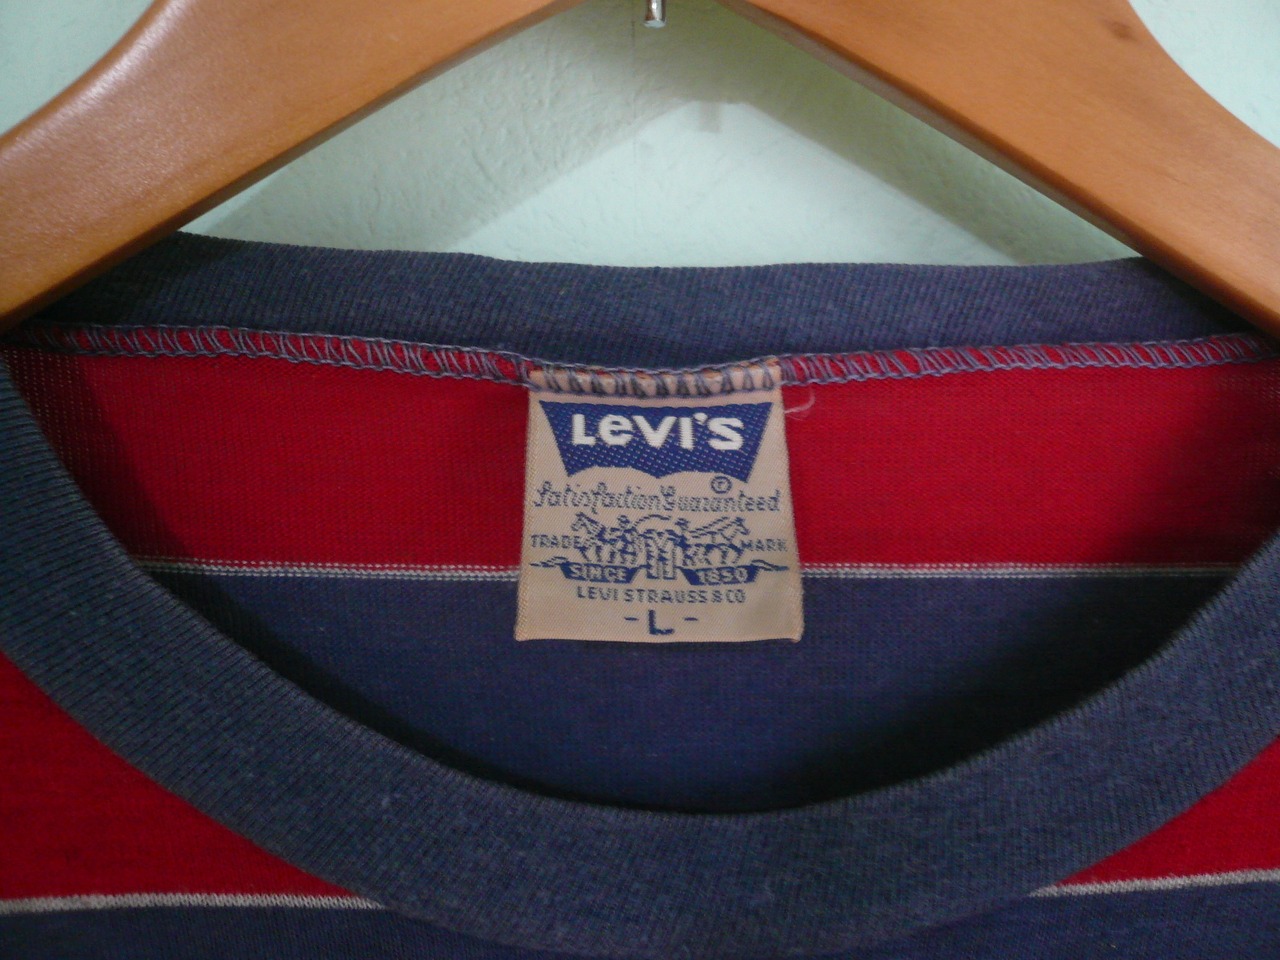 LEVI'S
®
Satisfaction Guaranteed
TRADE MARK
SINCE 1850
LEVI STRAUSS & CO
- L -